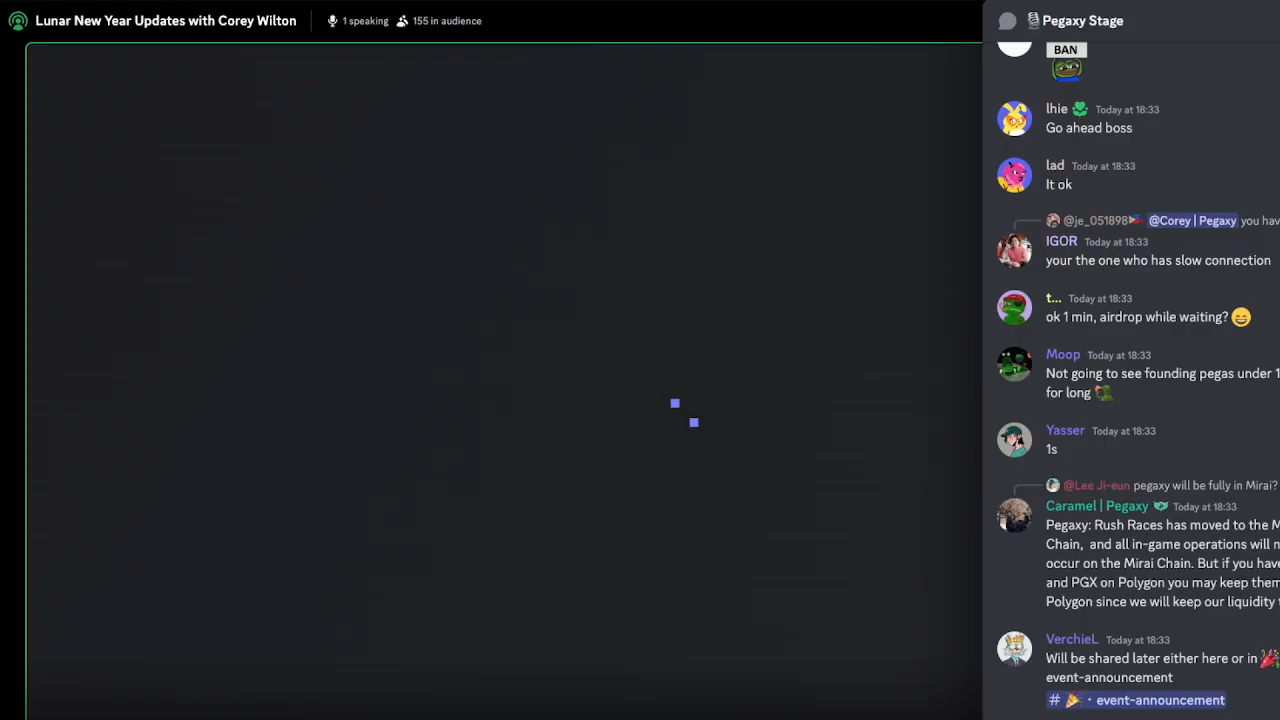 Lunar New Year Updates with Corey Wilton
1 speaking 155 in audience
Pegaxy Stage
BAN
lhie Today at 18:33
Go ahead boss
lad Today at 18:33
It ok
@je_051898 @Corey | Pegaxy you have
IGOR Today at 18:33
your the one who has slow connection
t... Today at 18:33
ok 1 min, airdrop while waiting?
Moop Today at 18:33
Not going to see founding pegas under 1
for long
Yasser Today at 18:33
1s
@Lee Ji-eun pegaxy will be fully in Mirai?
Caramel | Pegaxy Today at 18:33
Pegaxy: Rush Races has moved to the M
Chain, and all in-game operations will
occur on the Mirai Chain. But if you have
and PGX on Polygon you may keep them
Polygon since we will keep our liquidity
VerchieL Today at 18:33
Will be shared later either here or in
event-announcement
# · event-announcement